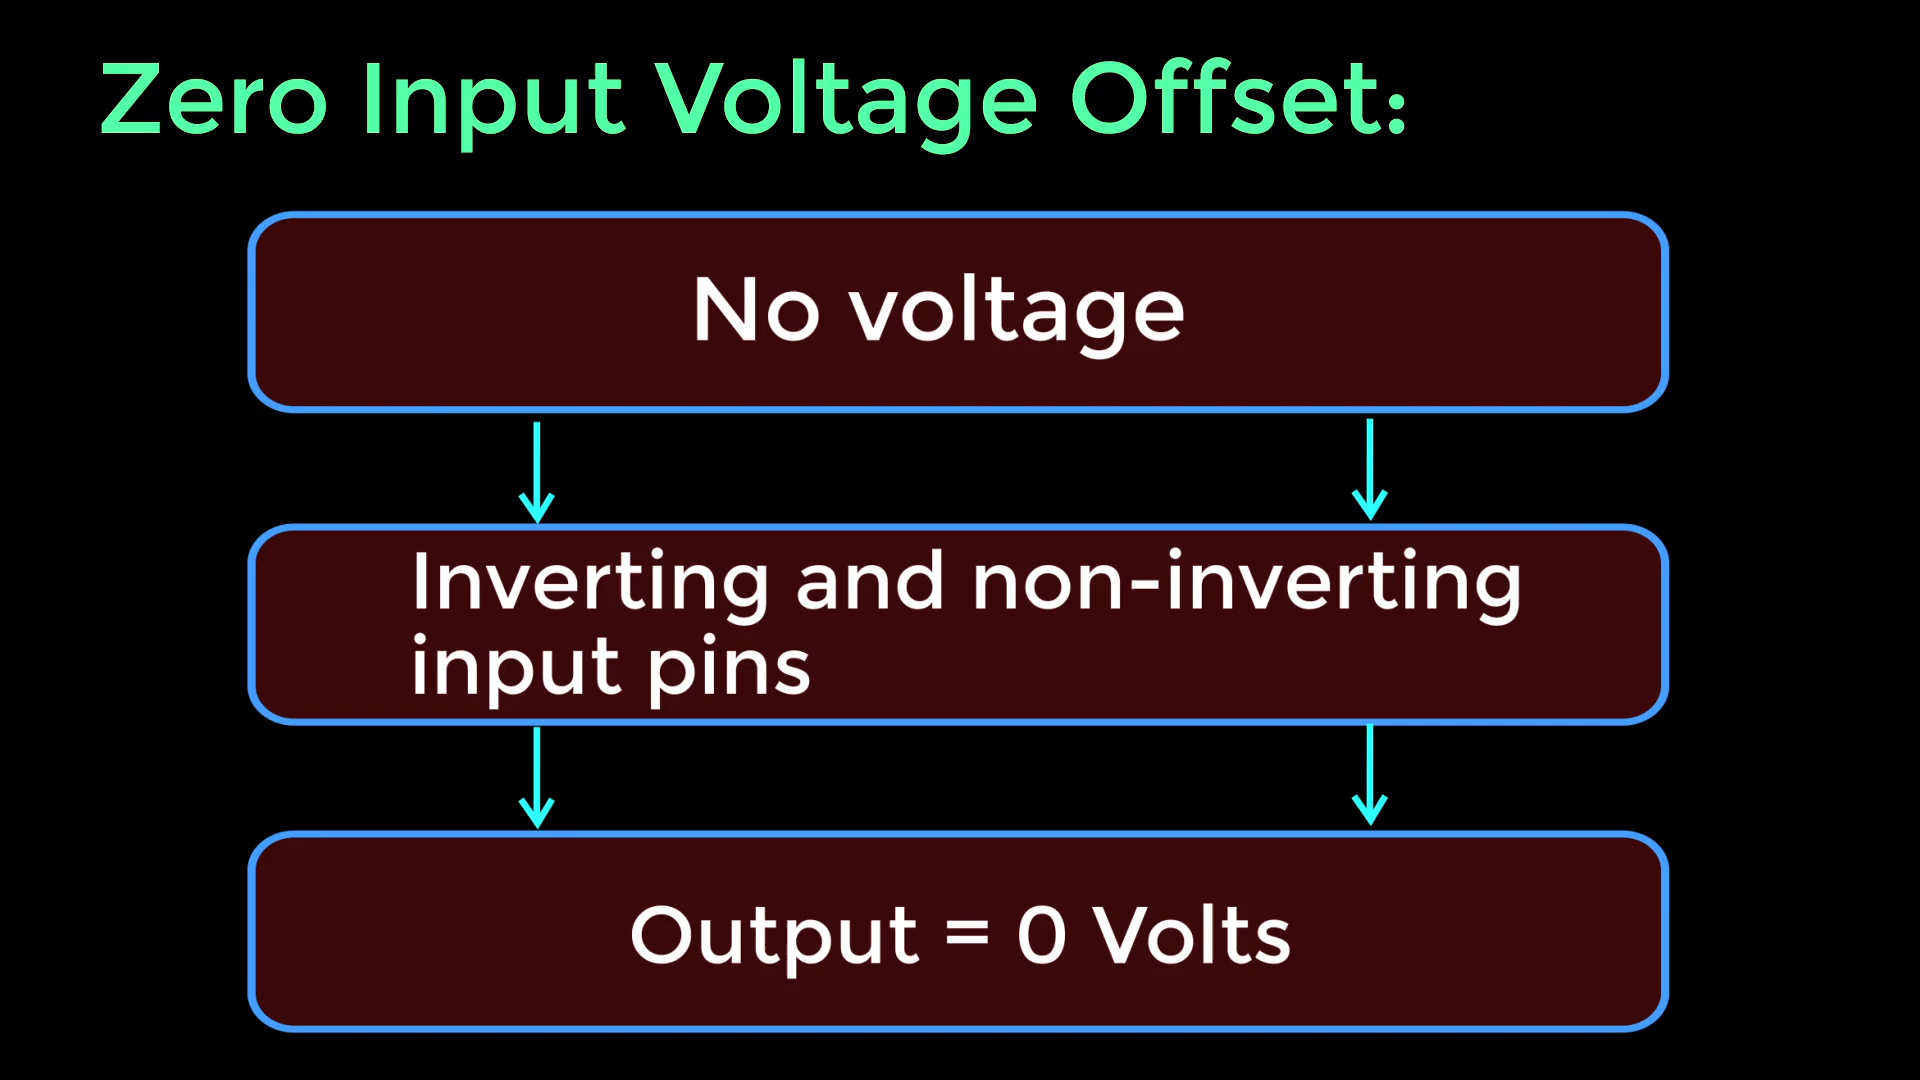 Zero Input Voltage Offset:
No voltage
Inverting and non-inverting
input pins
Output = 0 Volts